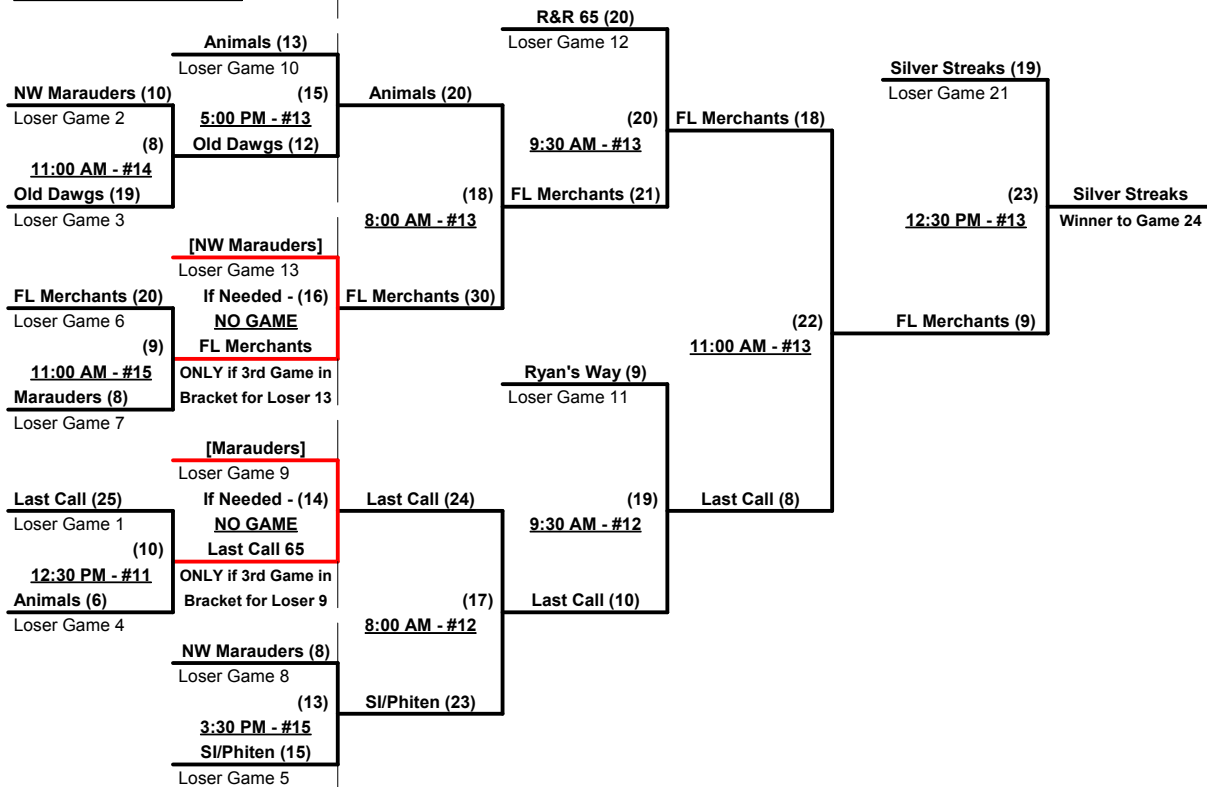 R&R 65 (20)
Loser Game 12
Animals (13)
Loser Game 10
Silver Streaks (19)
Loser Game 21
NW Marauders (10)
Loser Game 2
(15)
5:00 PM - #13
Animals (20)
(20)
9:30 AM - #13
FL Merchants (18)
(8)
11:00 AM - #14
Old Dawgs (12)
Old Dawgs (19)
Loser Game 3
(18)
8:00 AM - #13
FL Merchants (21)
(23)
12:30 PM - #13
Silver Streaks
Winner to Game 24
[NW Marauders]
Loser Game 13
FL Merchants (20)
Loser Game 6
If Needed - (16)
NO GAME
FL Merchants (30)
(22)
11:00 AM - #13
FL Merchants (9)
(9)
11:00 AM - #15
FL Merchants
ONLY if 3rd Game in
Bracket for Loser 13
Marauders (8)
Loser Game 7
Ryan's Way (9)
Loser Game 11
[Marauders]
Loser Game 9
Last Call (25)
Loser Game 1
If Needed - (14)
NO GAME
Last Call (24)
(19)
9:30 AM - #12
Last Call (8)
(10)
12:30 PM - #11
Last Call 65
ONLY if 3rd Game in
Bracket for Loser 9
Animals (6)
Loser Game 4
(17)
8:00 AM - #12
Last Call (10)
NW Marauders (8)
Loser Game 8
(13)
3:30 PM - #15
SI/Phiten (23)
SI/Phiten (15)
Loser Game 5